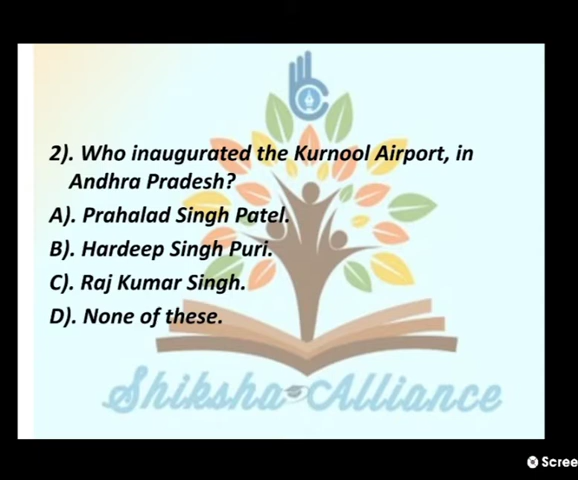 2). Who inaugurated the Kurnool Airport, in
Andhra Pradesh?
A). Prahalad Singh Patel.
B). Hardeep Singh Puri.
C). Raj Kumar Singh.
D). None of these.
Shiksha Alliance
Scree